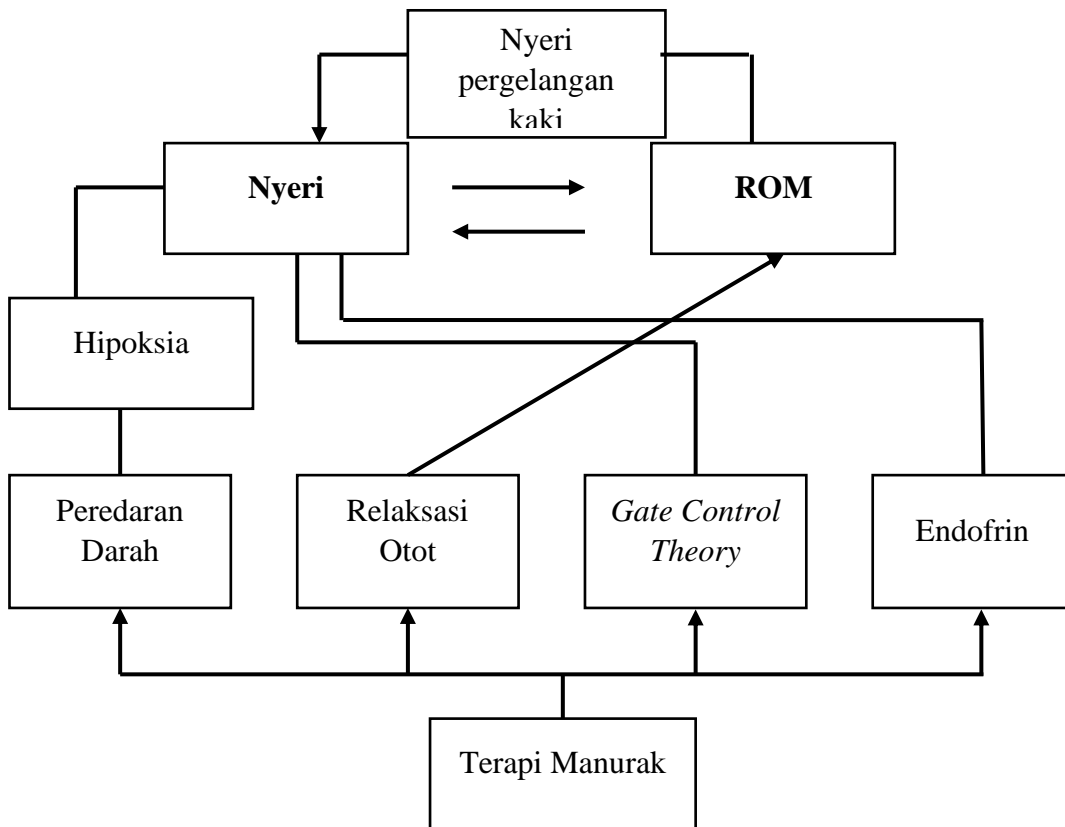 Nyeri
pergelangan
kaki
Nyeri
ROM
Hipoksia
Peredaran
Darah
Relaksasi
Otot
Gate Control
Theory
Endofrin
Terapi Manurak